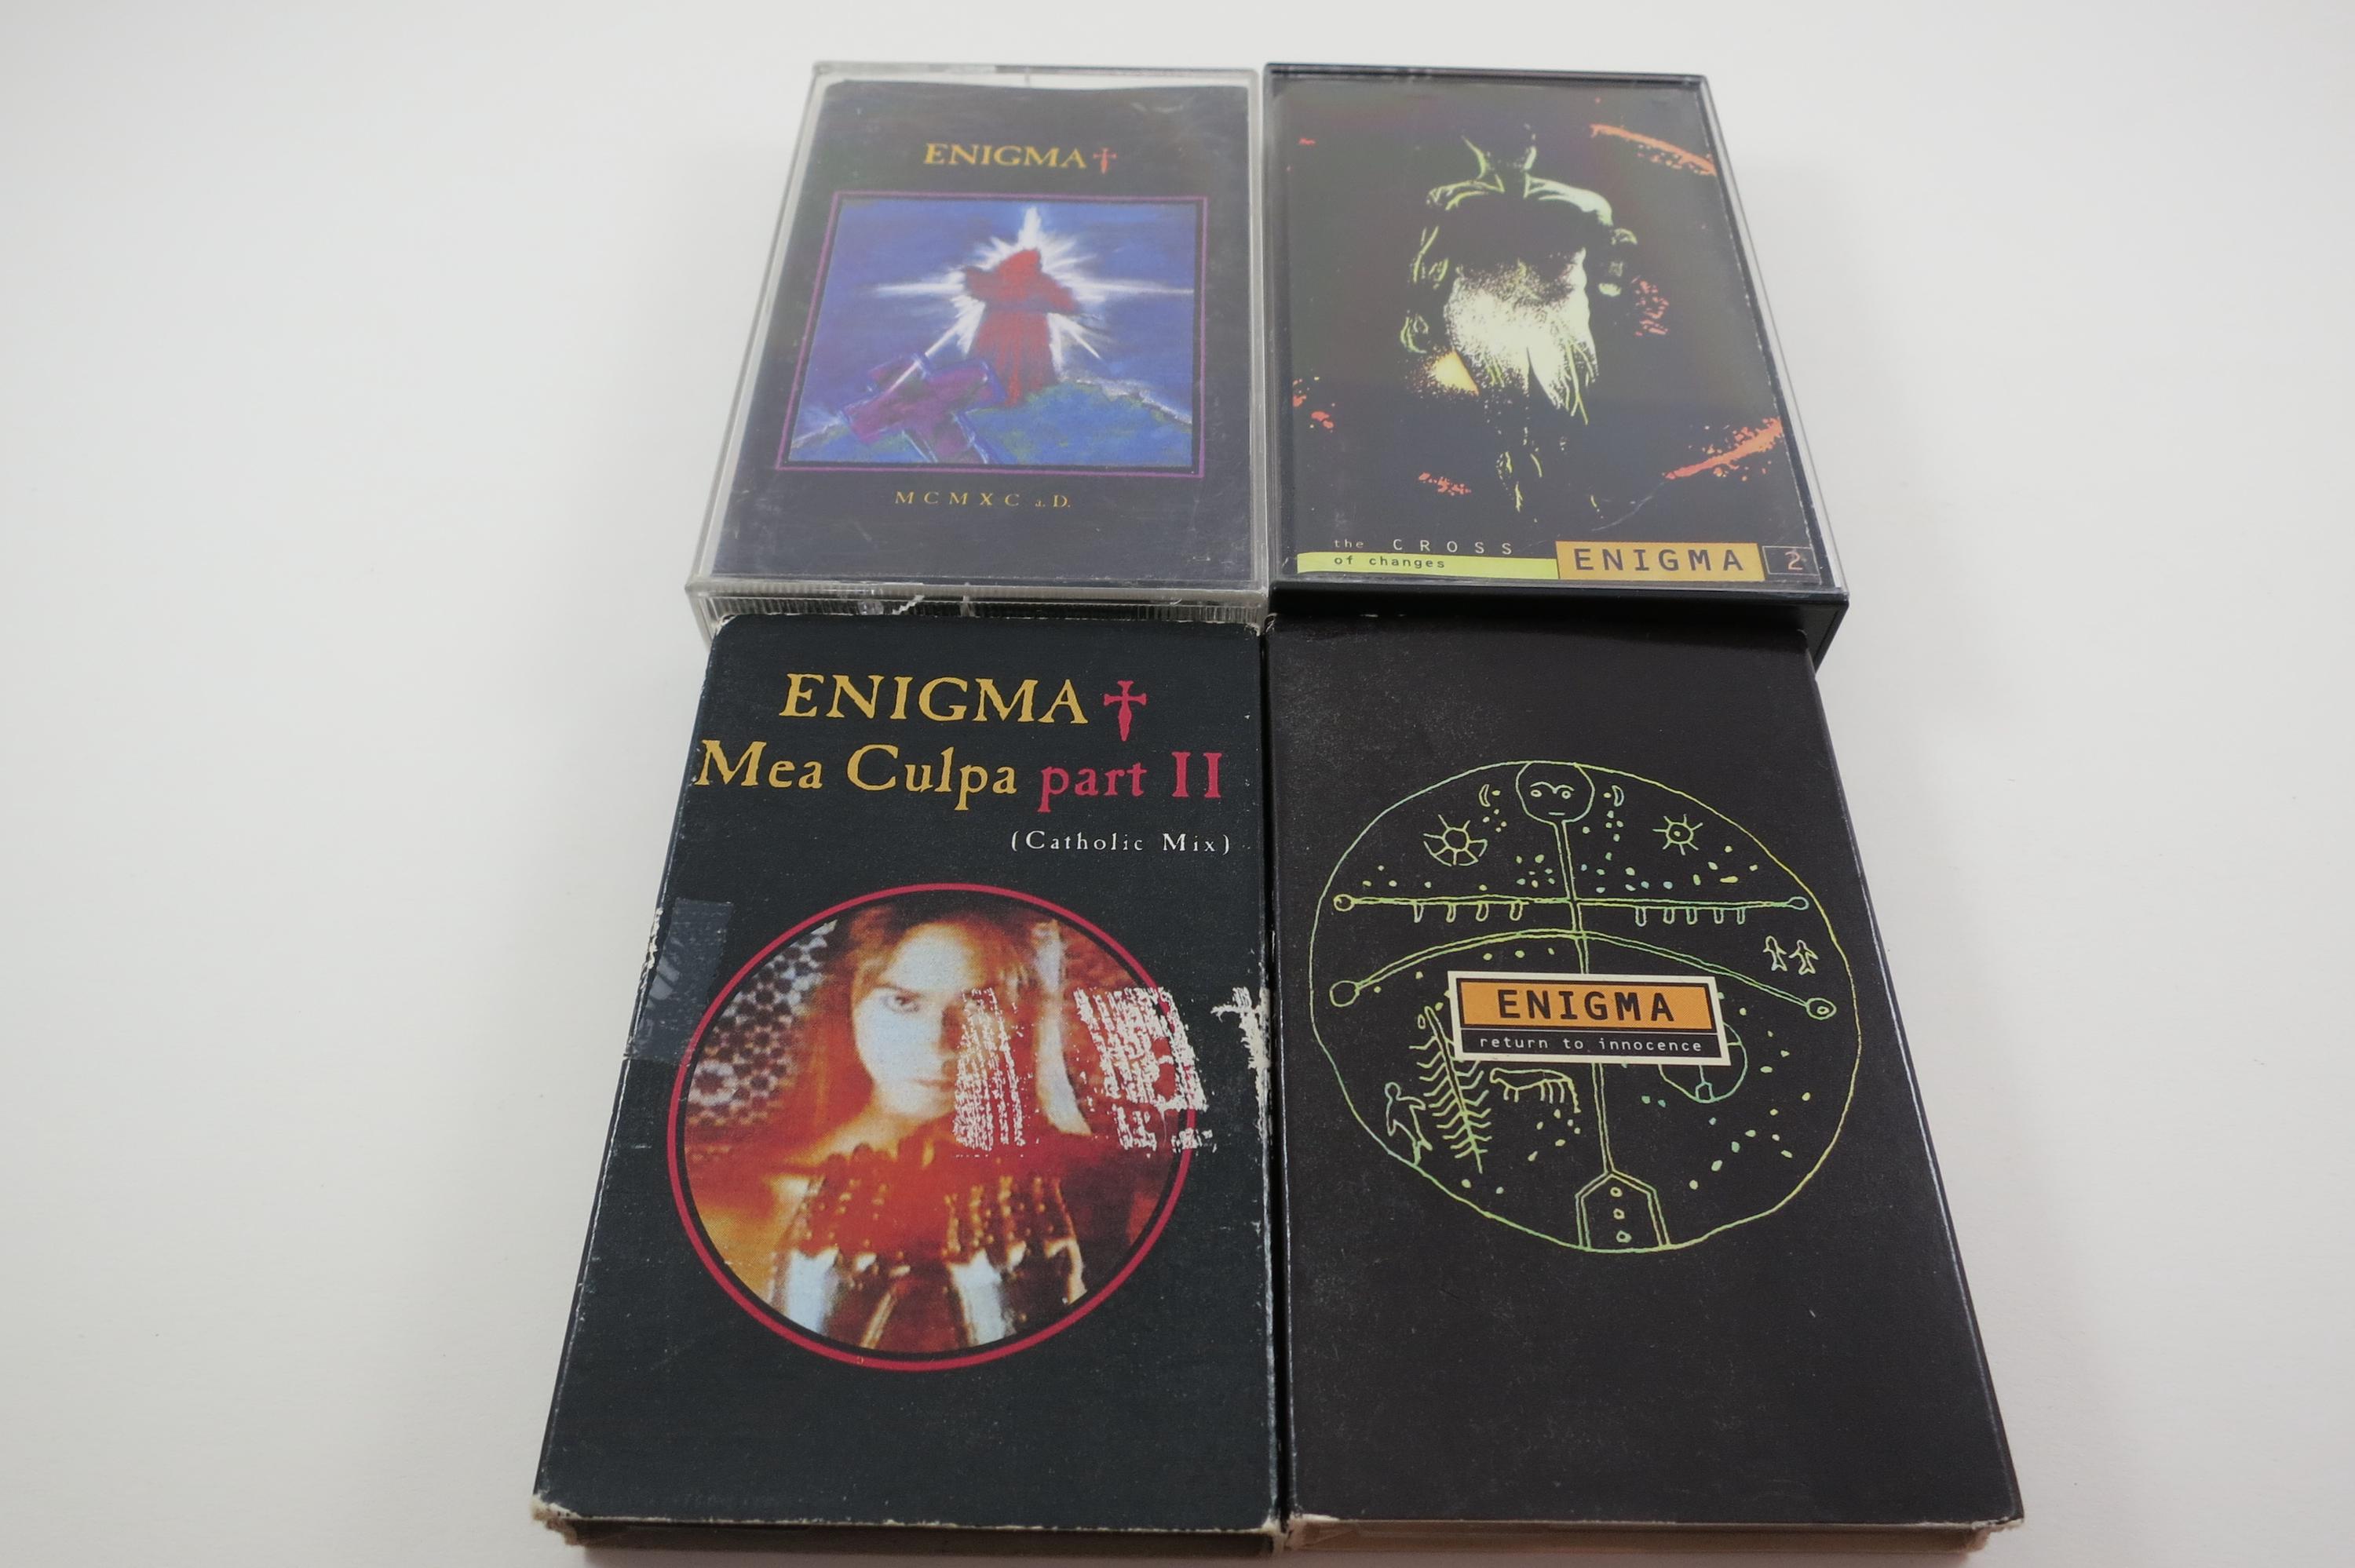 ENIGMA†
MCMXC a.D.
the CROSS
of changes
ENIGMA 2
ENIGMA†
Mea Culpa part II
(Catholic Mix)
ENIGMA
return to innocence